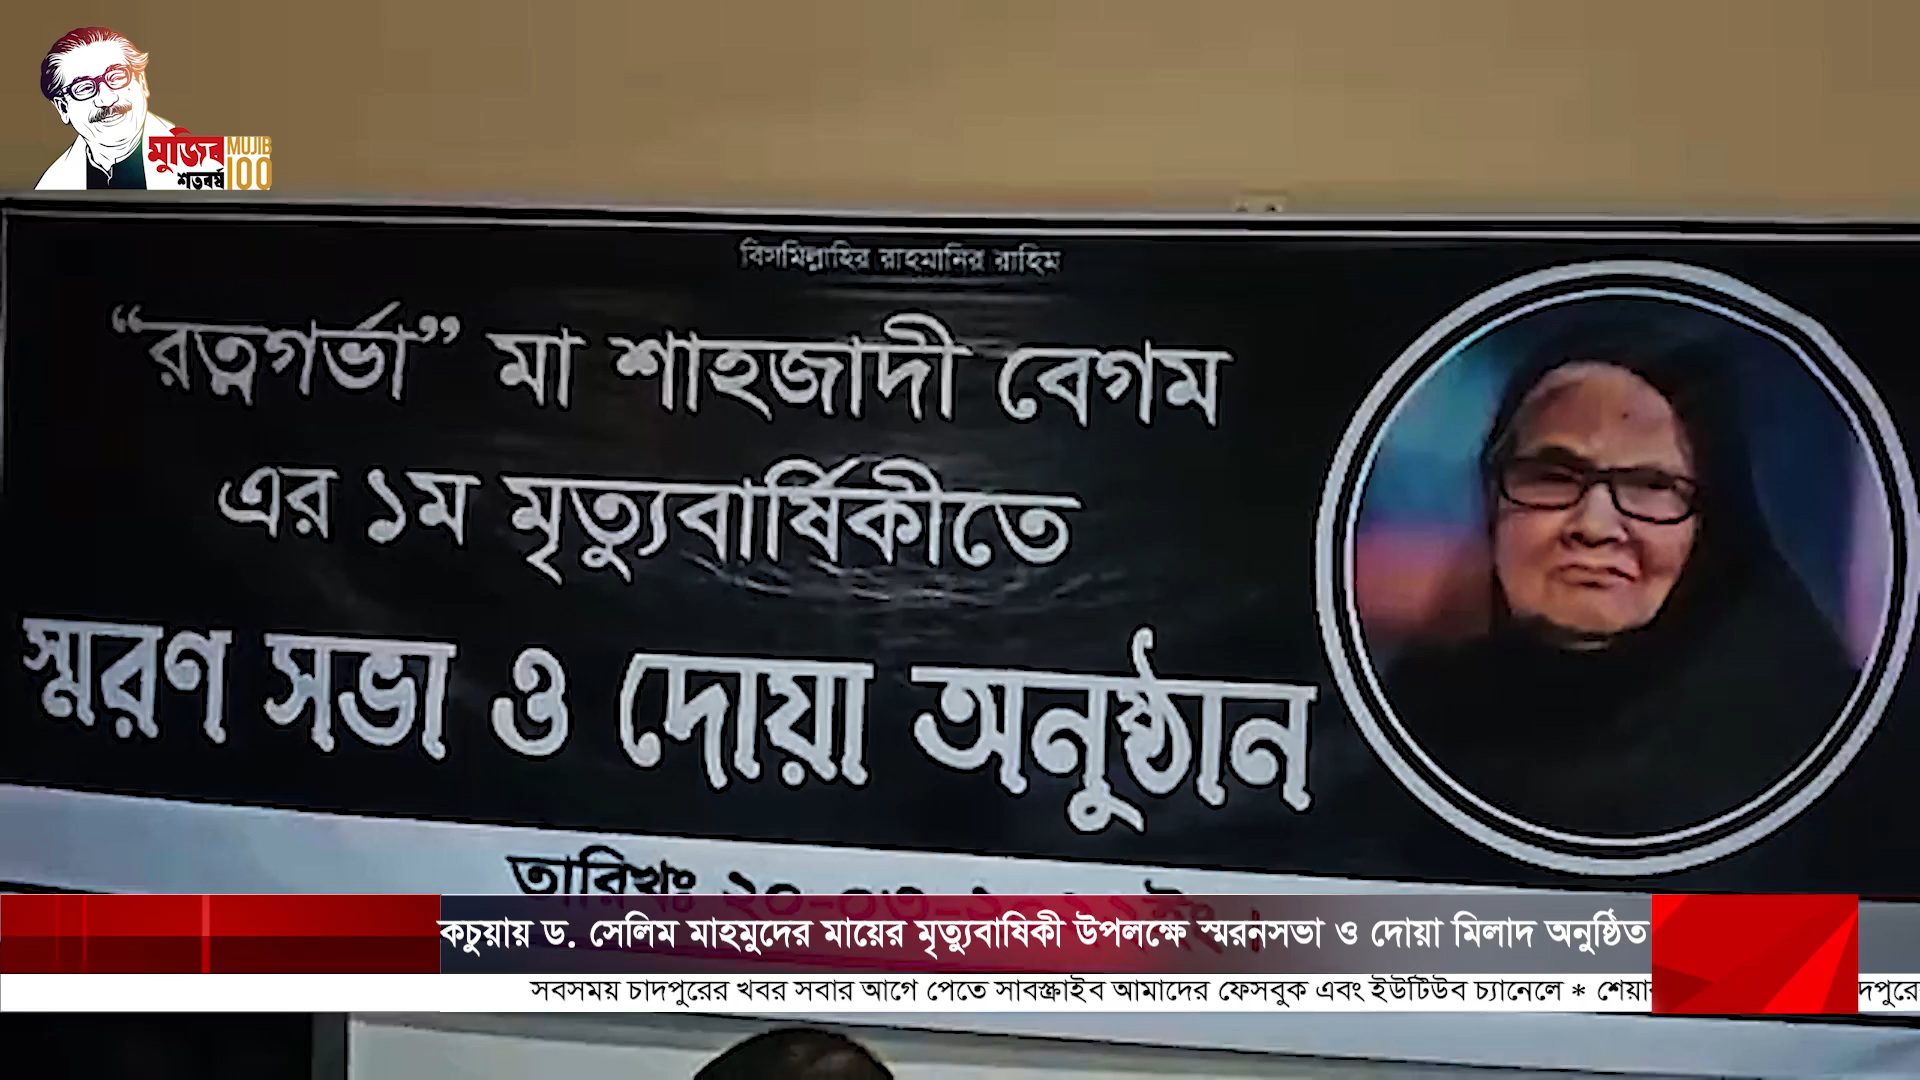 মুজিব
শতবর্ষ
MUJIB
100
বিসমিল্লাহির রাহমানির রাহিম
“রত্নগর্ভা” মা শাহজাদী বেগম
এর ১ম মৃত্যুবার্ষিকীতে
স্মরণ সভা ও দোয়া অনুষ্ঠান
তারিখঃ
কচুয়ায় ড. সেলিম মাহমুদের মায়ের মৃত্যুবাষিকী উপলক্ষে স্মরনসভা ও দোয়া মিলাদ অনুষ্ঠিত
সবসময় চাদপুরের খবর সবার আগে পেতে সাবস্ক্রাইব আমাদের ফেসবুক এবং ইউটিউব চ্যানেলে * শেয়া